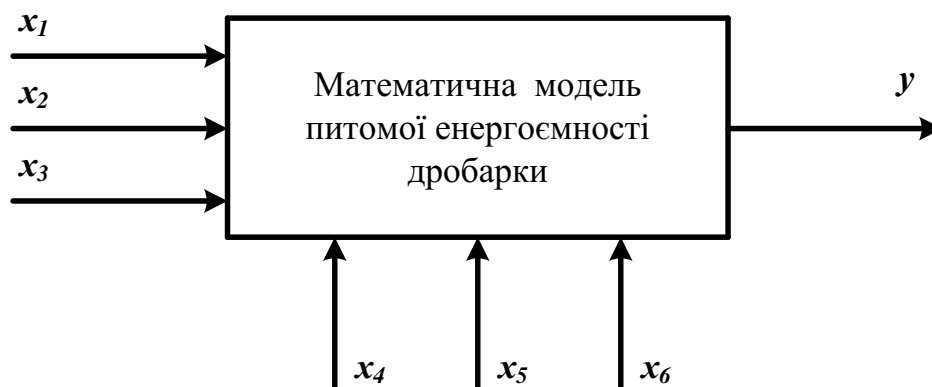 x1
x2
x3
Математична модель
питомої енергоємності
дробарки
y
x4
x5
x6